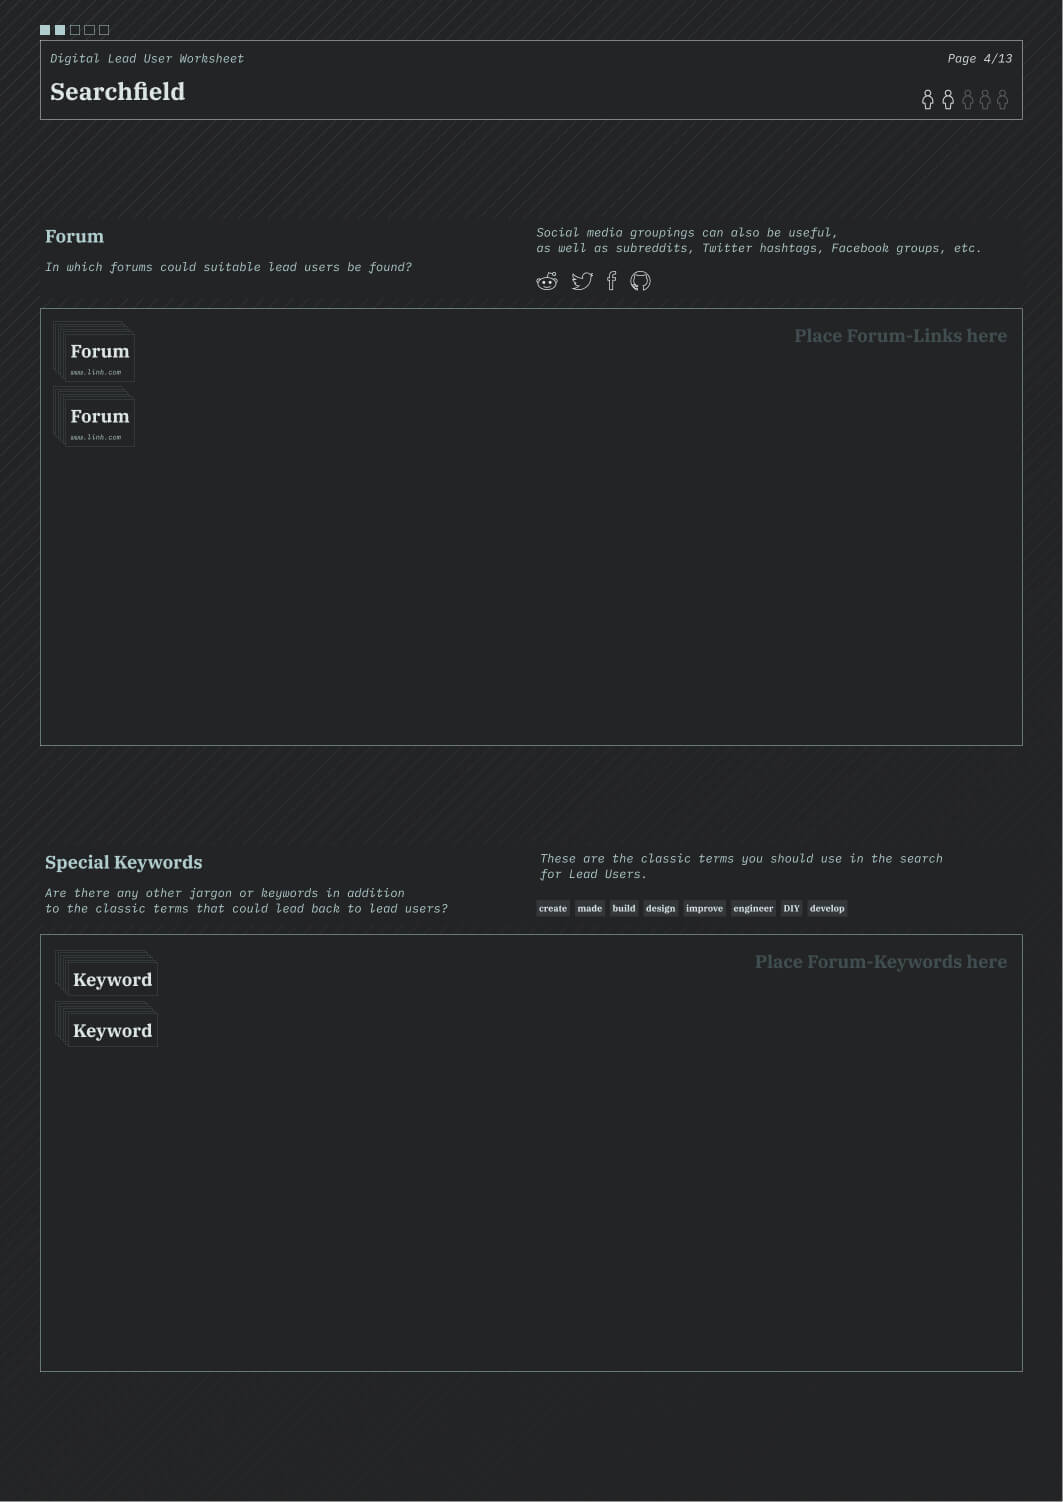 Digital Lead User Worksheet
Page 4/13
Searchfield
Forum
In which forums could suitable lead users be found?
Social media groupings can also be useful,
as well as subreddits, Twitter hashtags, Facebook groups, etc.
Place Forum-Links here
Forum
www.link.com
Forum
www.link.com
Special Keywords
Are there any other jargon or keywords in addition
to the classic terms that could lead back to lead users?
These are the classic terms you should use in the search
for Lead Users.
create made build design improve engineer DIY develop
Place Forum-Keywords here
Keyword
Keyword